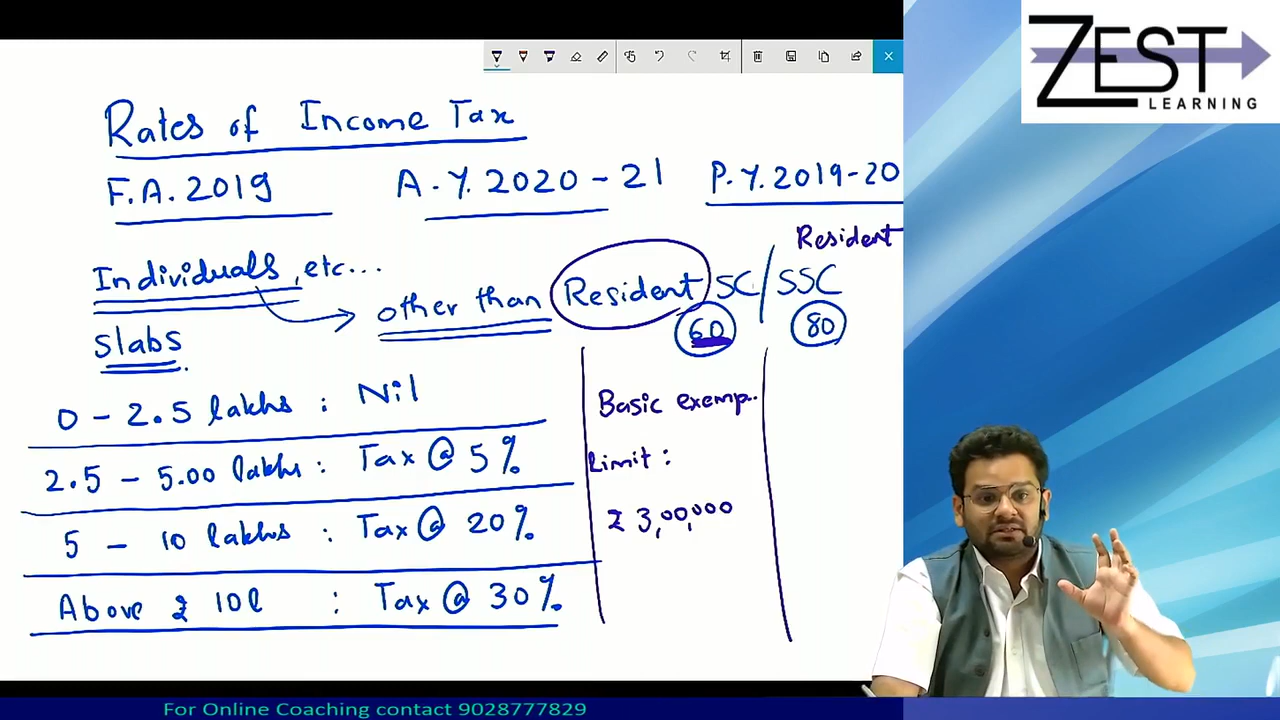 ZEST
LEARNING
Rates of Income Tax
F.A. 2019 A.Y. 2020-21 P.Y. 2019-20
Resident
Individuals, etc...
other than Resident SC/SSC
60 80
slabs
0 - 2.5 lakhs : Nil
2.5 - 5.00 lakhs : Tax @ 5%
5 - 10 lakhs : Tax @ 20%
Above ₹ 10l : Tax @ 30%
Basic exemp..
Limit :
₹ 3,00,000
For Online Coaching contact 9028777829